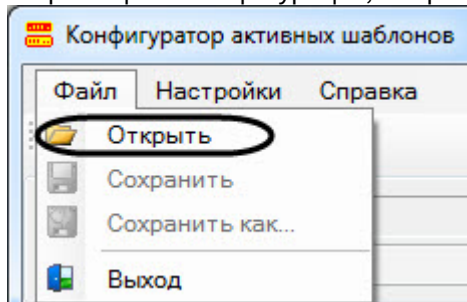 Конфигуратор активных шаблонов
Файл Настройки Справка
Открыть
Сохранить
Сохранить как...
Выход